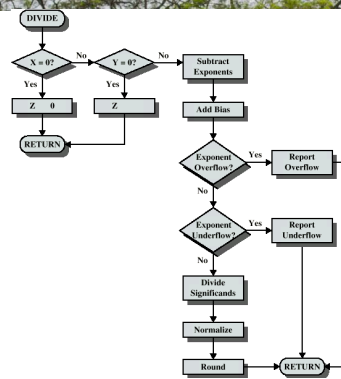 DIVIDE
X = 0?
No
Y = 0?
No
Subtract
Exponents
Yes
Yes
Z 0
Z
Add Bias
RETURN
Exponent
Overflow?
Yes
Report
Overflow
No
Exponent
Underflow?
Yes
Report
Underflow
No
Divide
Significands
Normalize
Round
RETURN